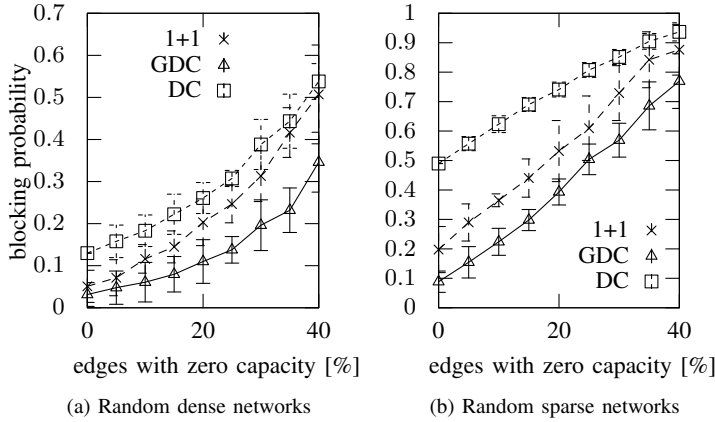 0.7
0.6
0.5
0.4
0.3
0.2
0.1
0
blocking probability
1+1
GDC
DC
0 20 40
edges with zero capacity [%]
(a) Random dense networks
1
0.9
0.8
0.7
0.6
0.5
0.4
0.3
0.2
0.1
0
1+1
GDC
DC
0 20 40
edges with zero capacity [%]
(b) Random sparse networks